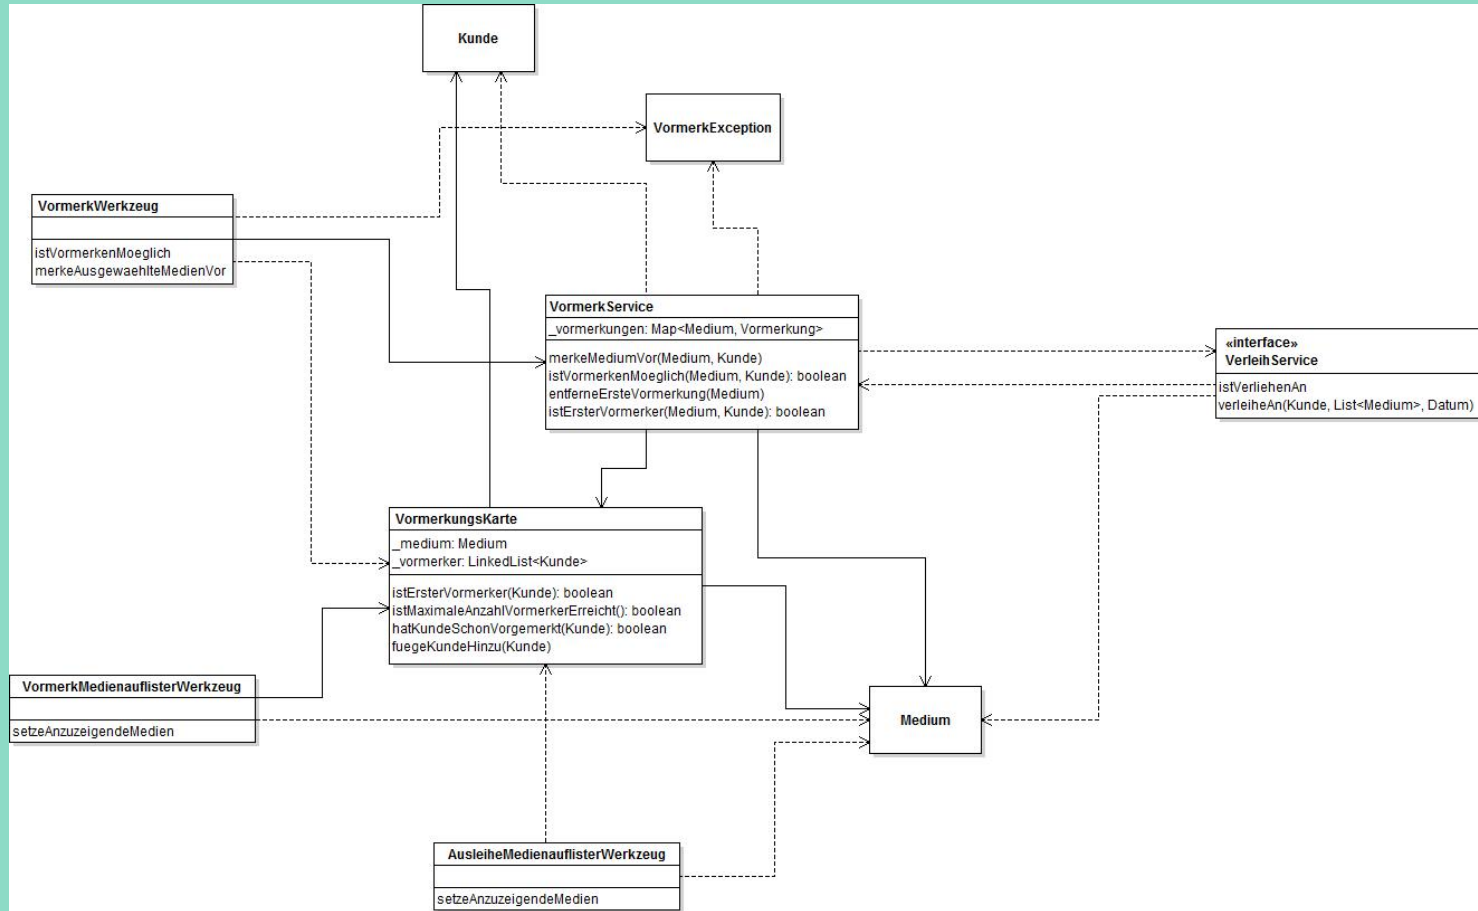 Kunde
VormerkException
VormerkWerkzeug
istVormerkenMoeglich
merkeAusgewaehlteMedienVor
VormerkService
_vormerkungen: Map<Medium, Vormerkung>
merkeMediumVor(Medium, Kunde)
istVormerkenMoeglich(Medium, Kunde): boolean
entferneErsteVormerkung(Medium)
istErsterVormerker(Medium, Kunde): boolean
«interface»
VerleihService
istVerliehenAn
verleiheAn(Kunde, List<Medium>, Datum)
VormerkungsKarte
_medium: Medium
_vormerker: LinkedList<Kunde>
istErsterVormerker(Kunde): boolean
istMaximaleAnzahlVormerkerErreicht(): boolean
hatKundeSchonVorgemerkt(Kunde): boolean
fuegeKundeHinzu(Kunde)
VormerkMedienauflisterWerkzeug
setzeAnzuzeigendeMedien
Medium
AusleiheMedienauflisterWerkzeug
setzeAnzuzeigendeMedien